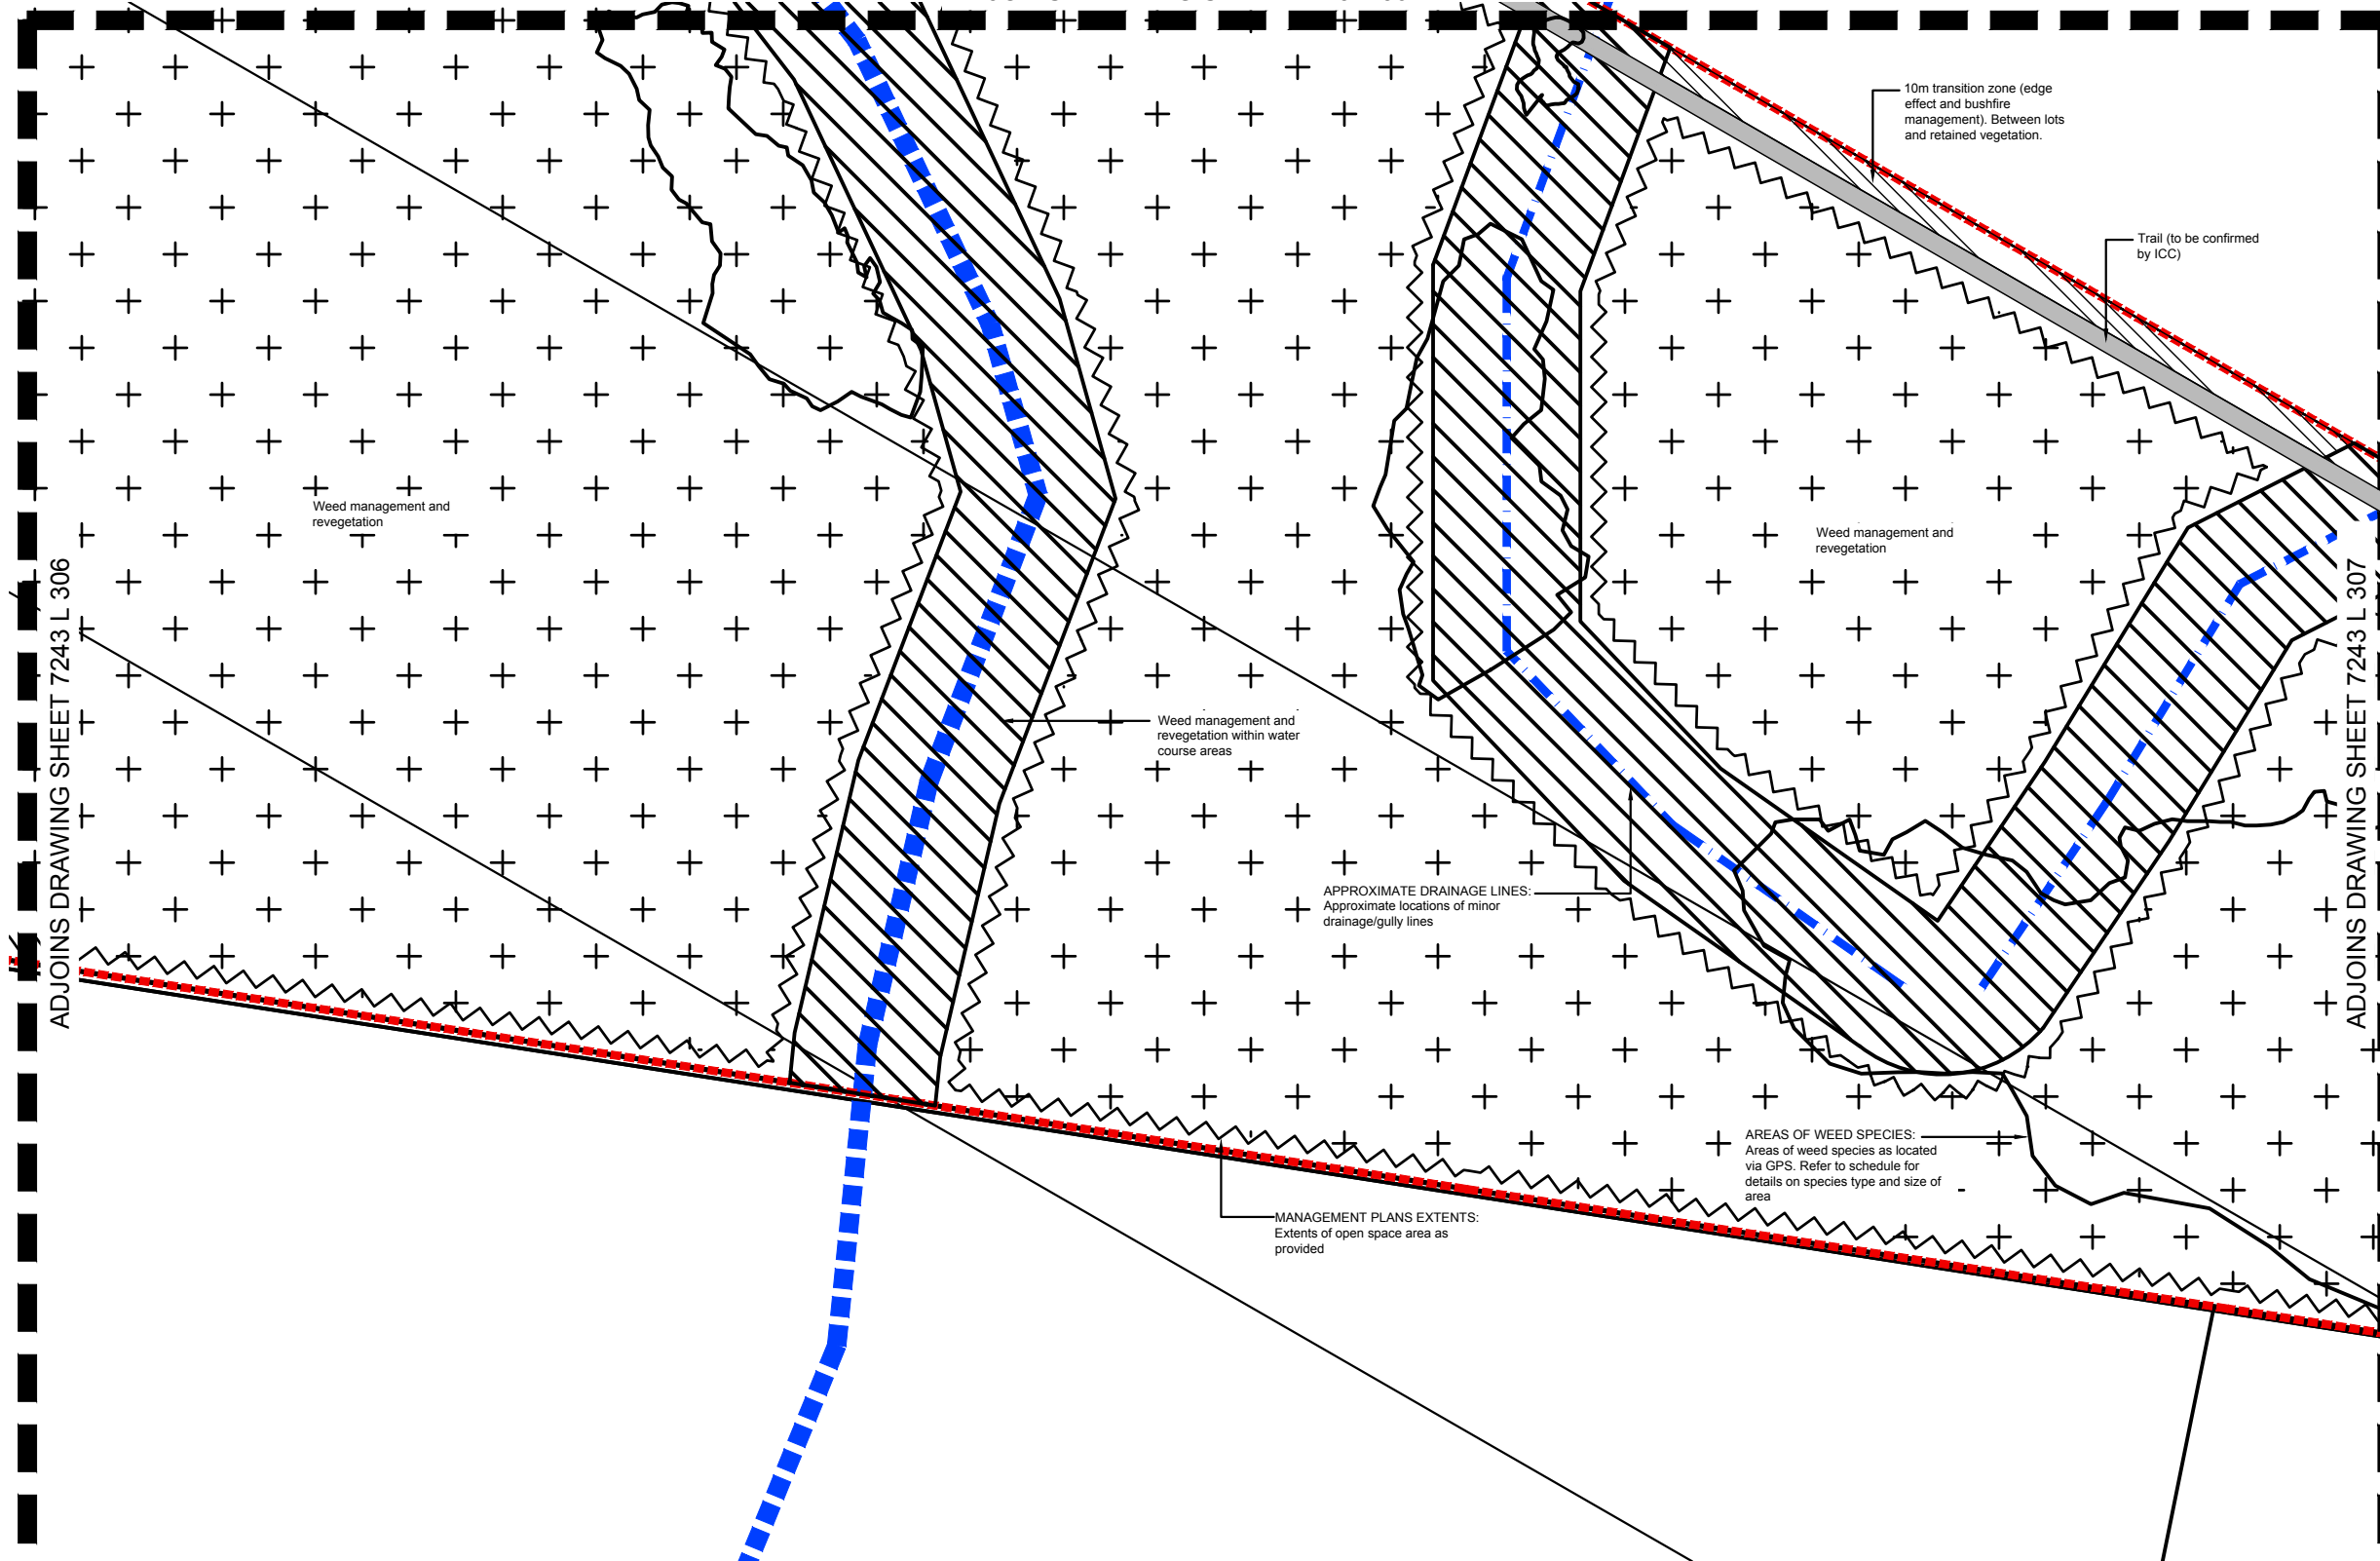 10m transition zone (edge
effect and bushfire
management). Between lots
and retained vegetation.
Trail (to be confirmed
by ICC)
Weed management and
revegetation
Weed management and
revegetation
ADJOINS DRAWING SHEET 7243 L 306
ADJOINS DRAWING SHEET 7243 L 307
Weed management and
revegetation within water
course areas
APPROXIMATE DRAINAGE LINES:
Approximate locations of minor
drainage/gully lines
AREAS OF WEED SPECIES:
Areas of weed species as located
via GPS. Refer to schedule for
details on species type and size of
area
MANAGEMENT PLANS EXTENTS:
Extents of open space area as
provided